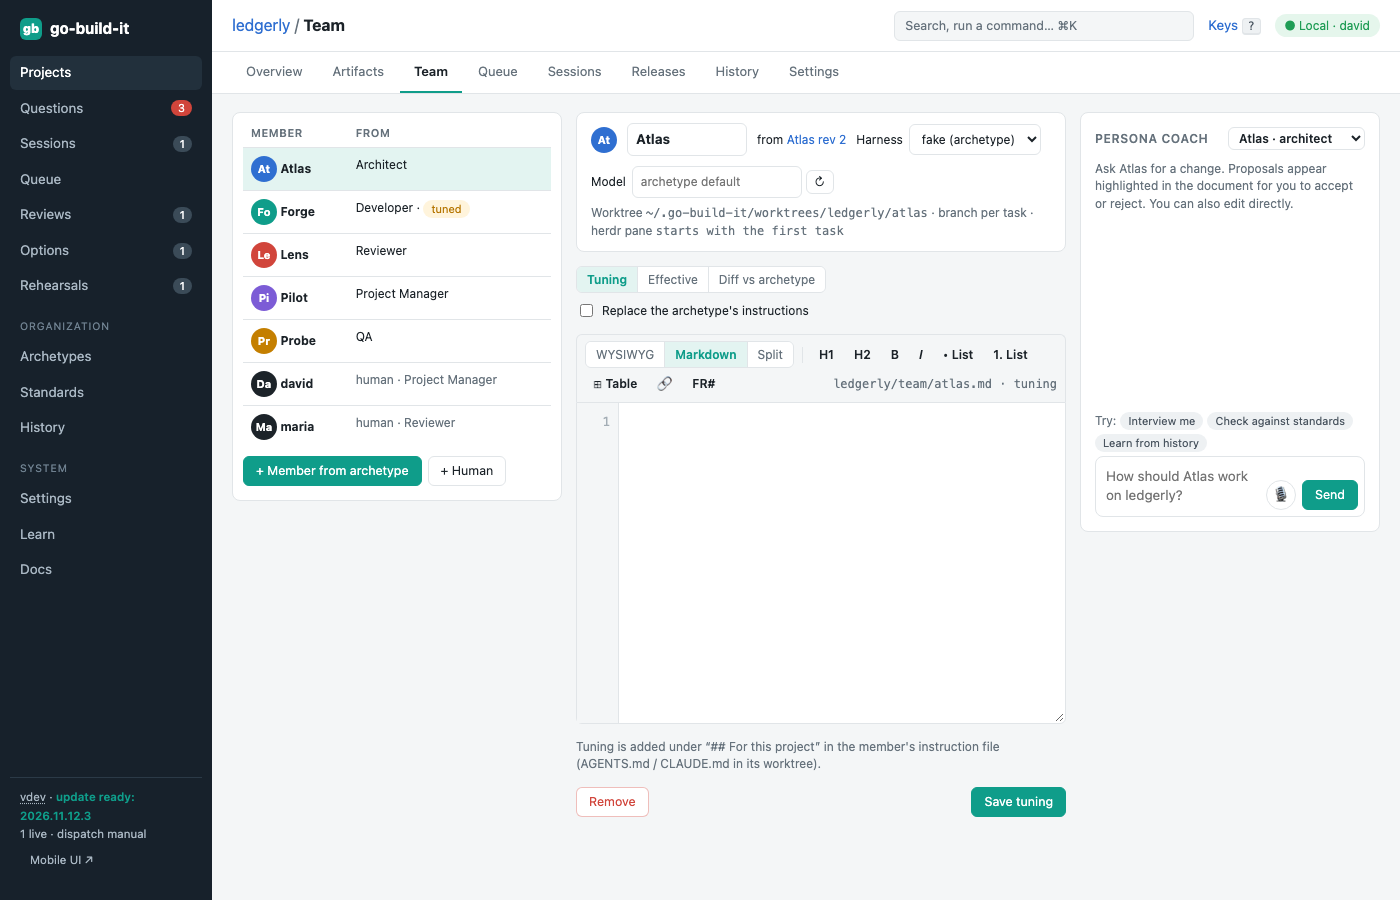 gb go-build-it
Projects
Questions 3
Sessions 1
Queue
Reviews 1
Options 1
Rehearsals 1
ORGANIZATION
Archetypes
Standards
History
SYSTEM
Settings
Learn
Docs
vdev · update ready:
2026.11.12.3
1 live · dispatch manual
Mobile UI ↗
ledgerly / Team
Search, run a command... ⌘K
Keys ?
Local · david
Overview Artifacts Team Queue Sessions Releases History Settings
MEMBER FROM
At Atlas Architect
Fo Forge Developer · tuned
Le Lens Reviewer
Pi Pilot Project Manager
Pr Probe QA
Da david human · Project Manager
Ma maria human · Reviewer
+ Member from archetype + Human
At Atlas from Atlas rev 2 Harness fake (archetype)
Model archetype default ↻
Worktree ~/.go-build-it/worktrees/ledgerly/atlas · branch per task ·
herdr pane starts with the first task
Tuning Effective Diff vs archetype
Replace the archetype's instructions
WYSIWYG Markdown Split H1 H2 B I • List 1. List
⊞ Table 🔗 FR# ledgerly/team/atlas.md · tuning
1
Tuning is added under “## For this project” in the member's instruction file
(AGENTS.md / CLAUDE.md in its worktree).
Remove Save tuning
PERSONA COACH Atlas · architect
Ask Atlas for a change. Proposals appear
highlighted in the document for you to accept
or reject. You can also edit directly.
Try: Interview me Check against standards
Learn from history
How should Atlas work
on ledgerly?
Send